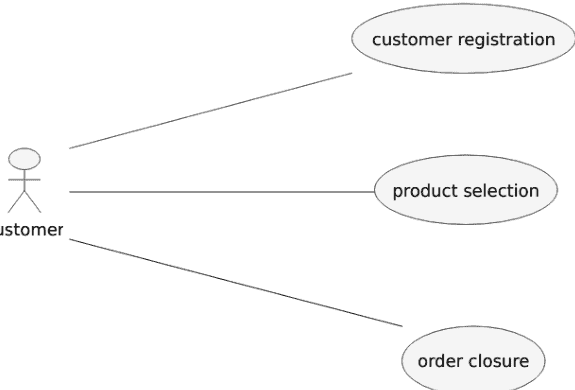 customer registration
product selection
ustomer
order closure